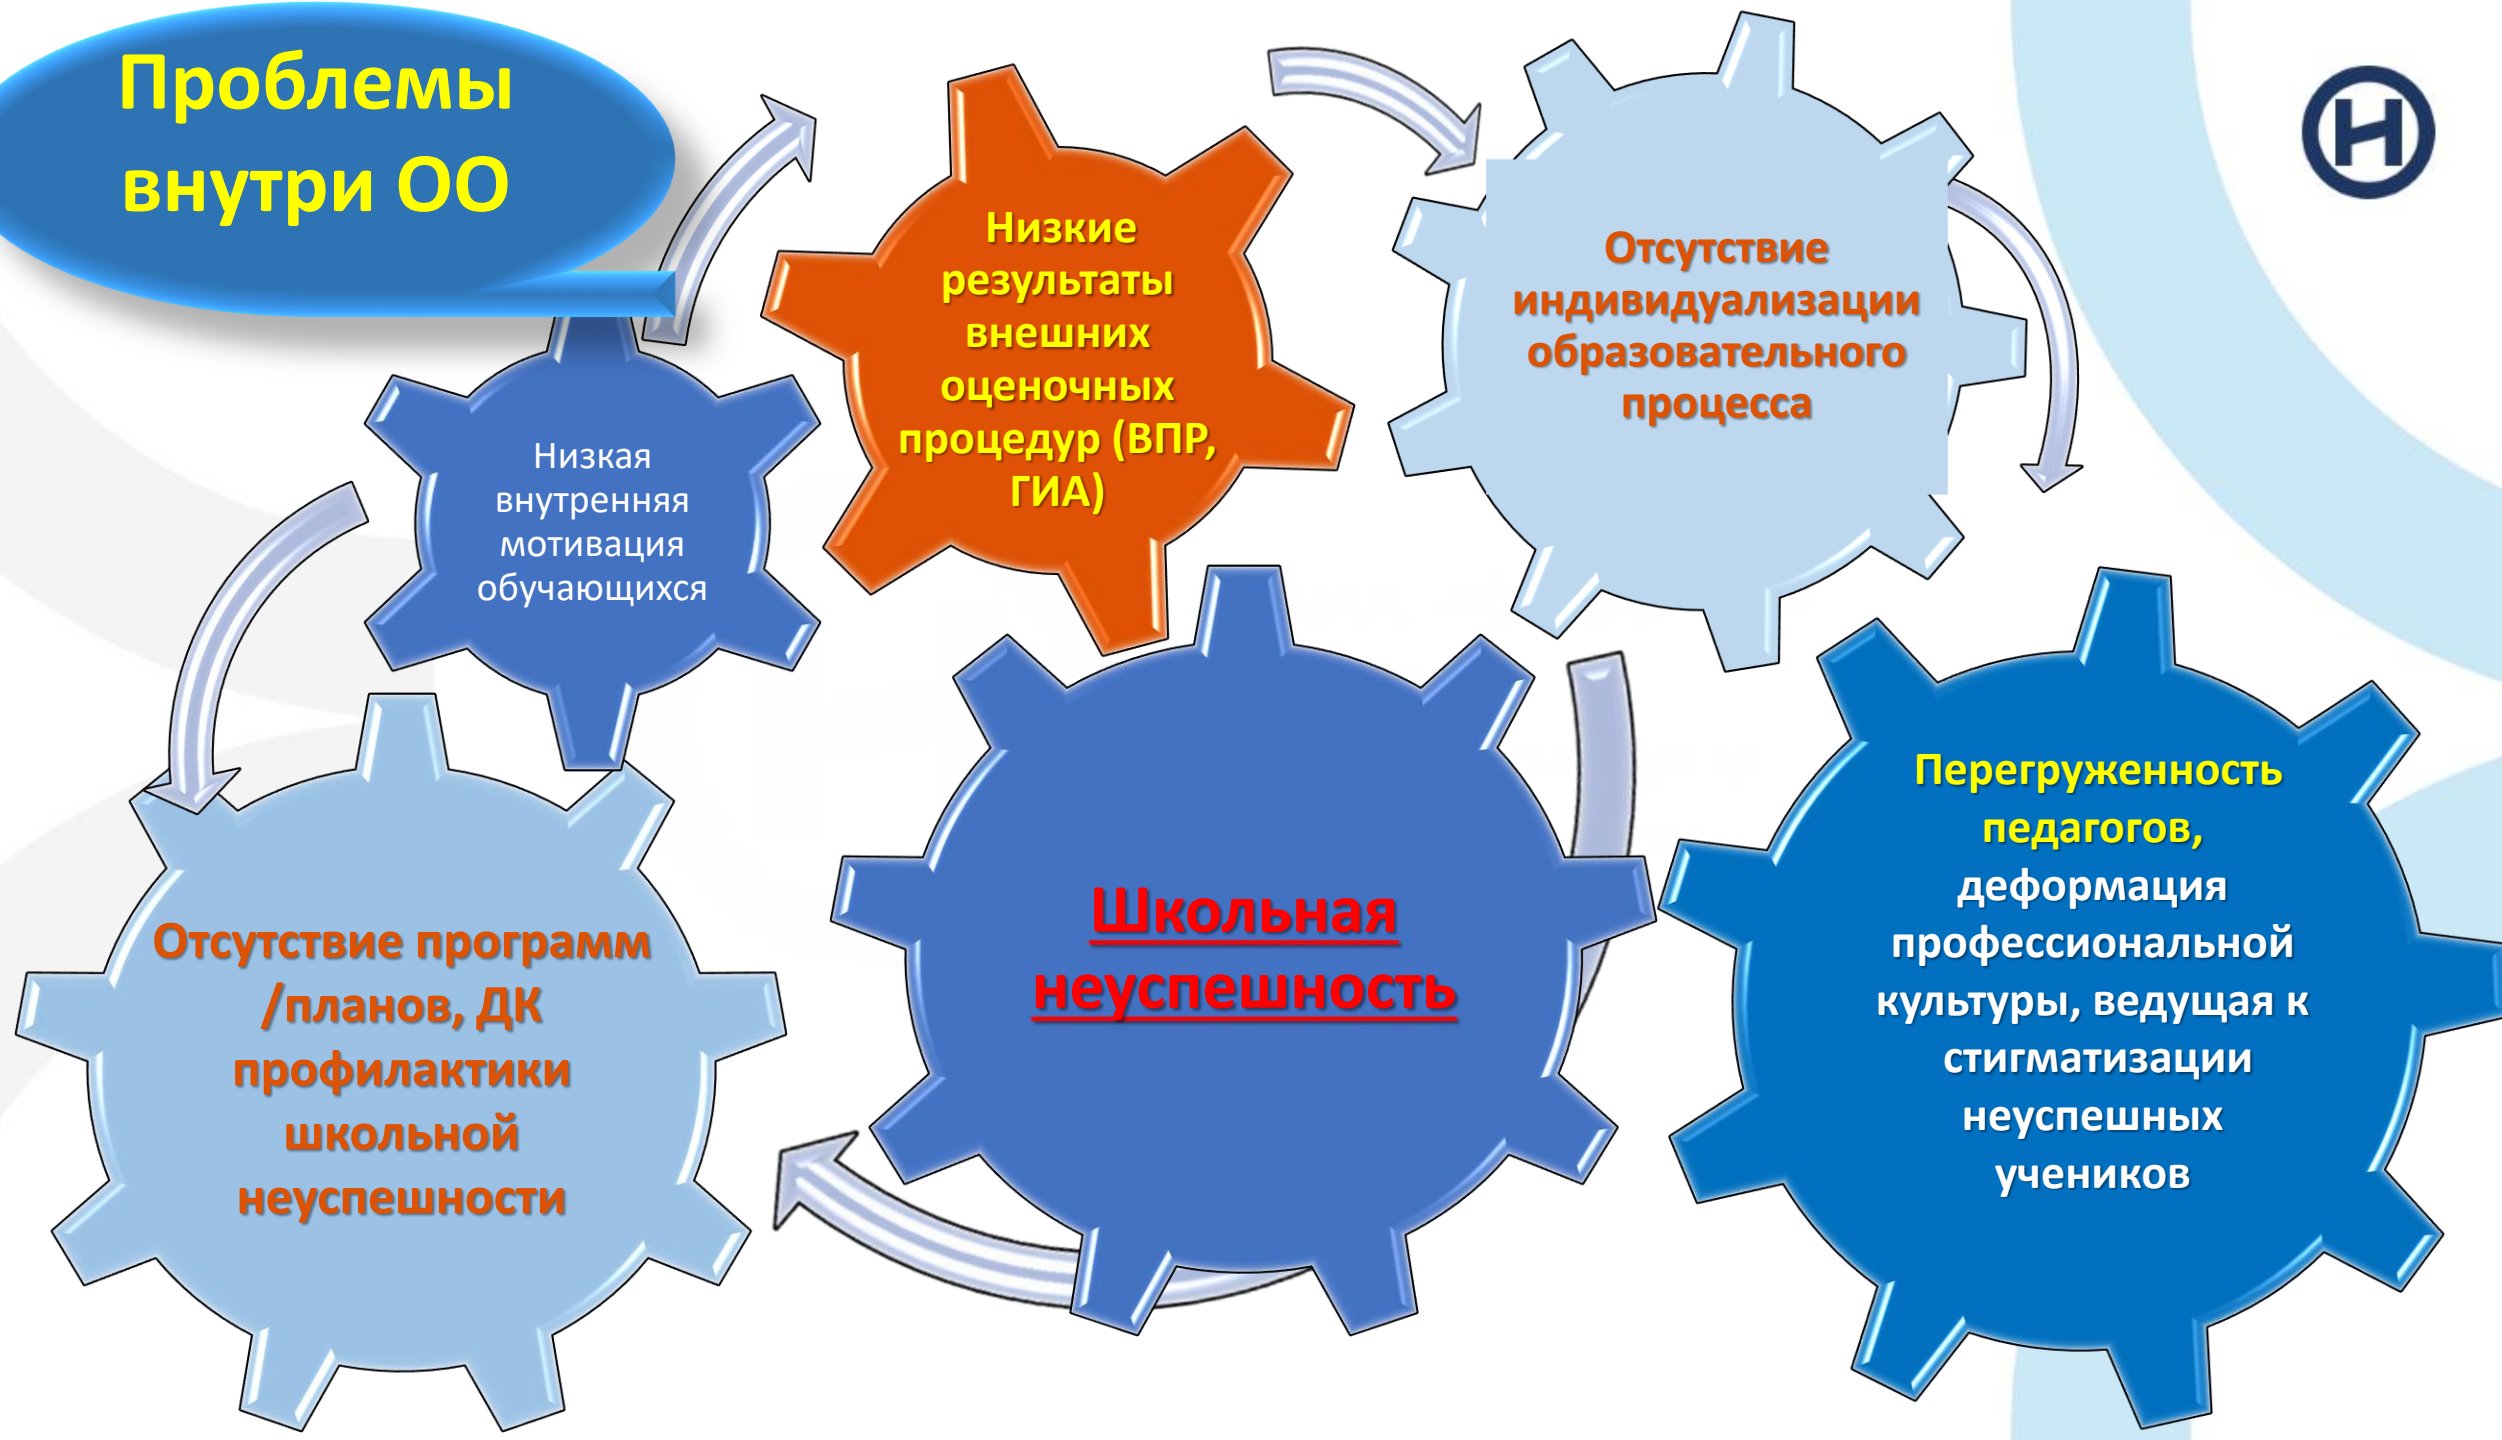 Проблемы
внутри ОО
Низкие
результаты
внешних
оценочных
процедур (ВПР,
ГИА)
Отсутствие
индивидуализации
образовательного
процесса
Низкая
внутренняя
мотивация
обучающихся
Отсутствие программ
/планов, ДК
профилактики
школьной
неуспешности
Школьная
неуспешность
Перегруженность
педагогов,
деформация
профессиональной
культуры, ведущая к
стигматизации
неуспешных
учеников
Н